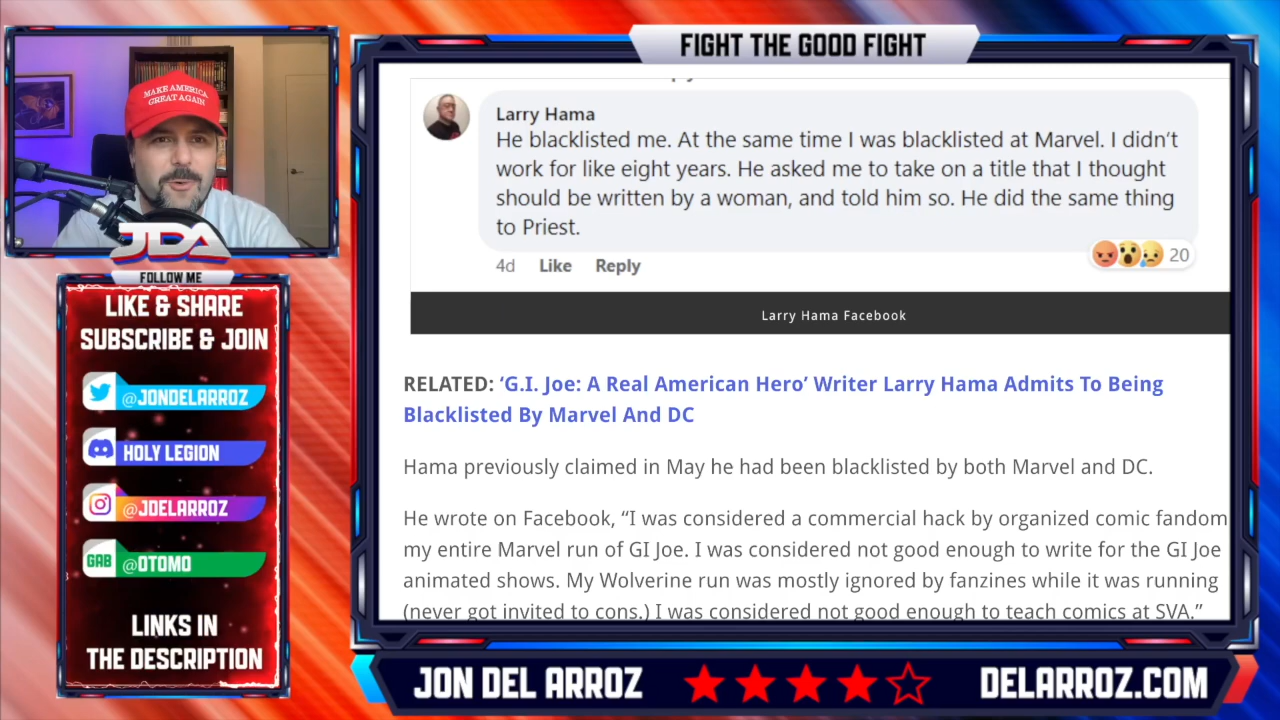 FIGHT THE GOOD FIGHT
MAKE AMERICA
GREAT AGAIN
JDA
FOLLOW ME
LIKE & SHARE
SUBSCRIBE & JOIN
@JONDELARROZ
HOLY LEGION
@JDELARROZ
GAB @OTOMO
LINKS IN
THE DESCRIPTION
Larry Hama
He blacklisted me. At the same time I was blacklisted at Marvel. I didn't
work for like eight years. He asked me to take on a title that I thought
should be written by a woman, and told him so. He did the same thing
to Priest.
4d Like Reply 20
Larry Hama Facebook
RELATED: ‘G.I. Joe: A Real American Hero’ Writer Larry Hama Admits To Being
Blacklisted By Marvel And DC
Hama previously claimed in May he had been blacklisted by both Marvel and DC.
He wrote on Facebook, “I was considered a commercial hack by organized comic fandom
my entire Marvel run of GI Joe. I was considered not good enough to write for the GI Joe
animated shows. My Wolverine run was mostly ignored by fanzines while it was running
(never got invited to cons.) I was considered not good enough to teach comics at SVA.”
JON DEL ARROZ DELARROZ.COM